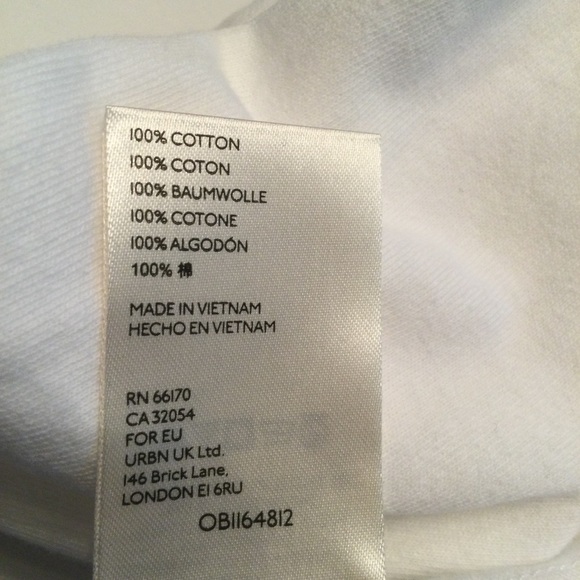 100% COTTON
100% COTON
100% BAUMWOLLE
100% COTONE
100% ALGODÓN
100% 棉
MADE IN VIETNAM
HECHO EN VIETNAM
RN 66170
CA 32054
FOR EU
URBN UK Ltd.
146 Brick Lane,
LONDON E1 6RU
OB1164812